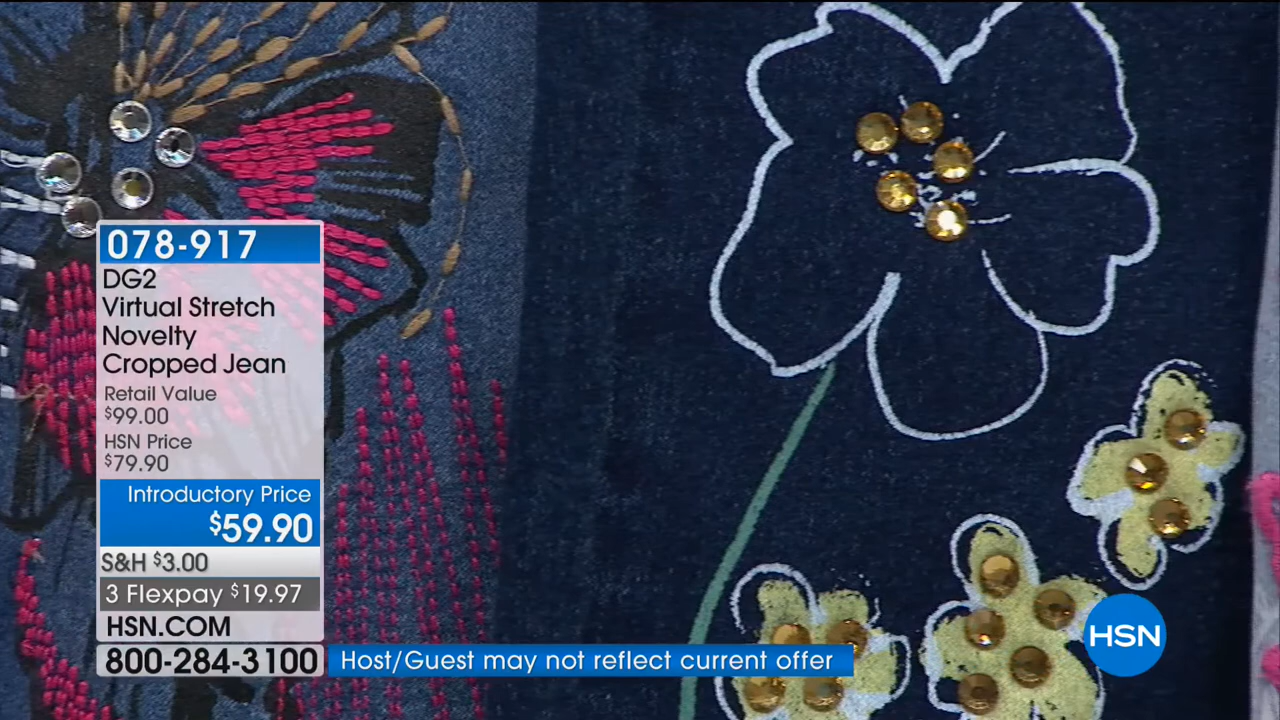 078-917
DG2
Virtual Stretch
Novelty
Cropped Jean
Retail Value
$99.00
HSN Price
$79.90
Introductory Price
$59.90
S&H $3.00
3 Flexpay $19.97
HSN.COM
800-284-3100
Host/Guest may not reflect current offer
HSN